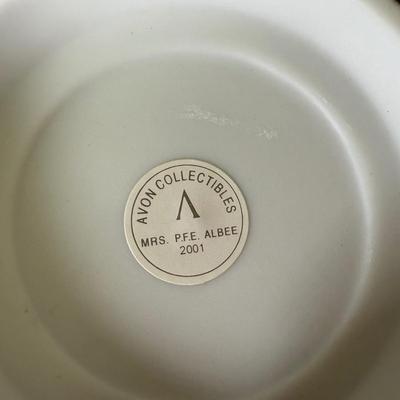 AVON COLLECTIBLES
Λ
MRS. P.F.E. ALBEE
2001